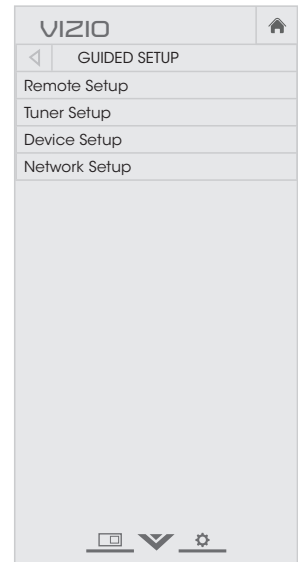 VIZIO
GUIDED SETUP
Remote Setup
Tuner Setup
Device Setup
Network Setup